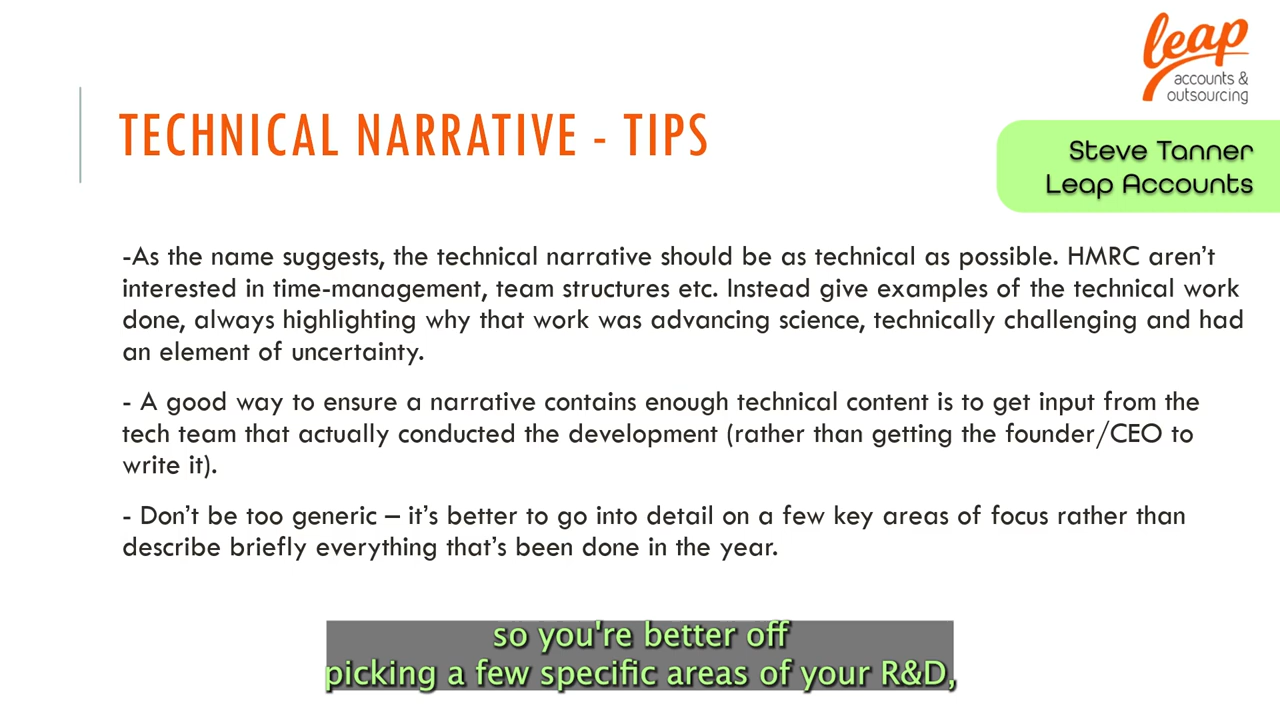 leap
accounts &
outsourcing
TECHNICAL NARRATIVE - TIPS
Steve Tanner
Leap Accounts
-As the name suggests, the technical narrative should be as technical as possible. HMRC aren’t
interested in time-management, team structures etc. Instead give examples of the technical work
done, always highlighting why that work was advancing science, technically challenging and had
an element of uncertainty.
- A good way to ensure a narrative contains enough technical content is to get input from the
tech team that actually conducted the development (rather than getting the founder/CEO to
write it).
- Don’t be too generic – it’s better to go into detail on a few key areas of focus rather than
describe briefly everything that’s been done in the year.
so you're better off
picking a few specific areas of your R&D,